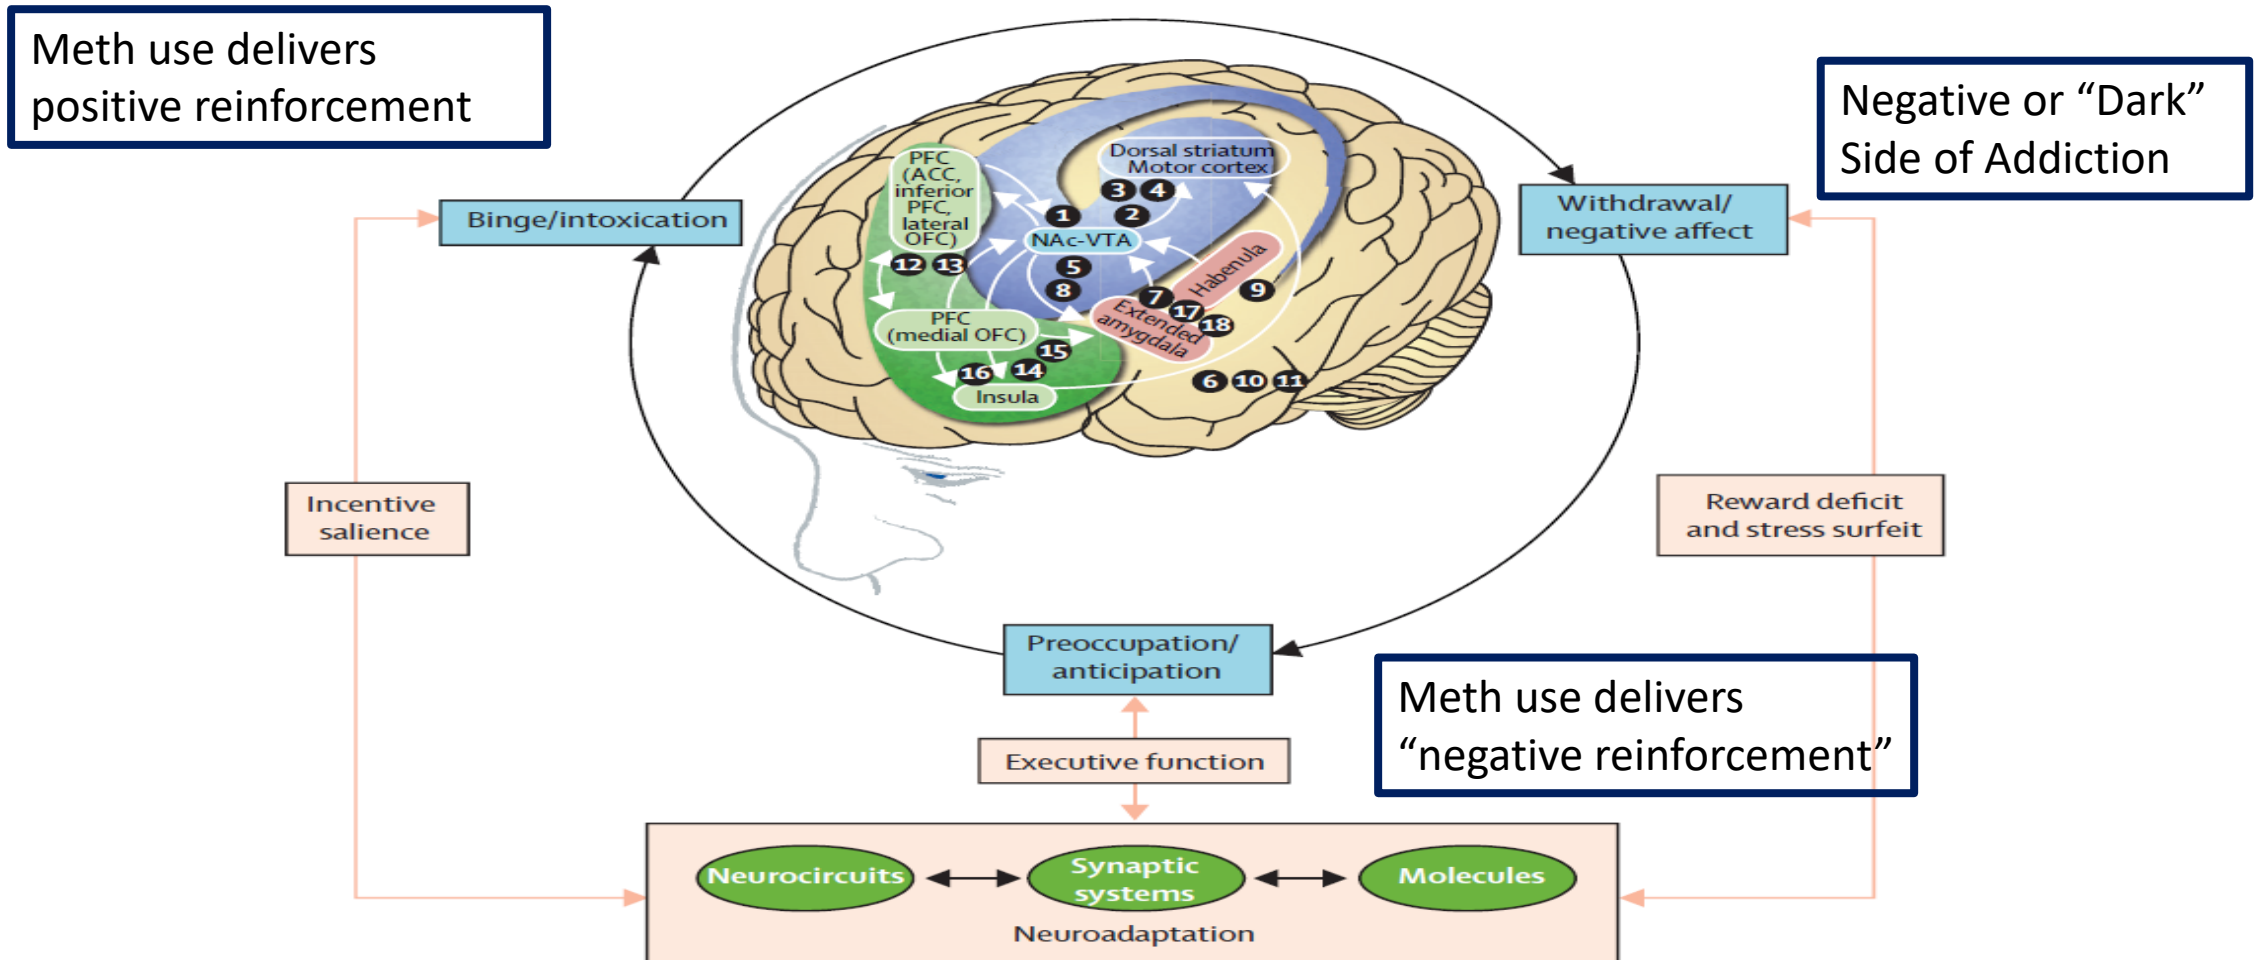 Meth use delivers
positive reinforcement
Negative or “Dark”
Side of Addiction
Binge/intoxication
Withdrawal/
negative affect
PFC
(ACC,
inferior
PFC,
lateral
OFC)
12 13
Dorsal striatum
Motor cortex
3 4
1 2
NAc-VTA
5
8
Habenula
7 17 9
Extended
amygdala
18
PFC
(medial OFC)
15
16 14
Insula
6 10 11
Incentive
salience
Reward deficit
and stress surfeit
Preoccupation/
anticipation
Meth use delivers
“negative reinforcement”
Executive function
Neurocircuits
Synaptic
systems
Molecules
Neuroadaptation